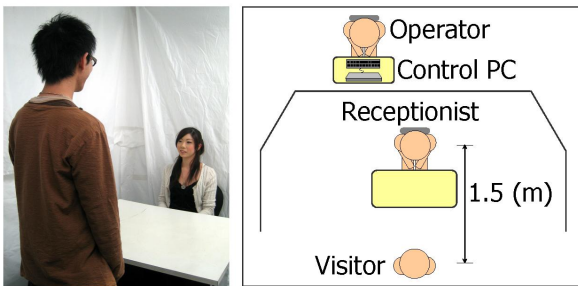 Operator
Control PC
Receptionist
1.5 (m)
Visitor